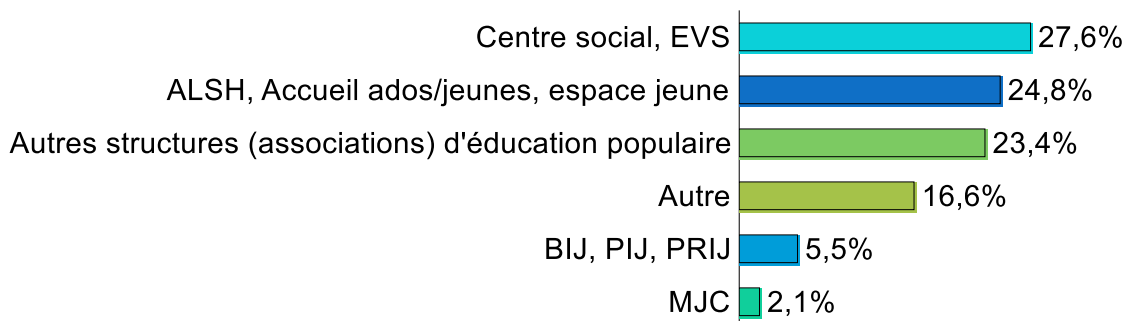 Centre social, EVS 27,6%
ALSH, Accueil ados/jeunes, espace jeune 24,8%
Autres structures (associations) d'éducation populaire 23,4%
Autre 16,6%
BIJ, PIJ, PRIJ 5,5%
MJC 2,1%